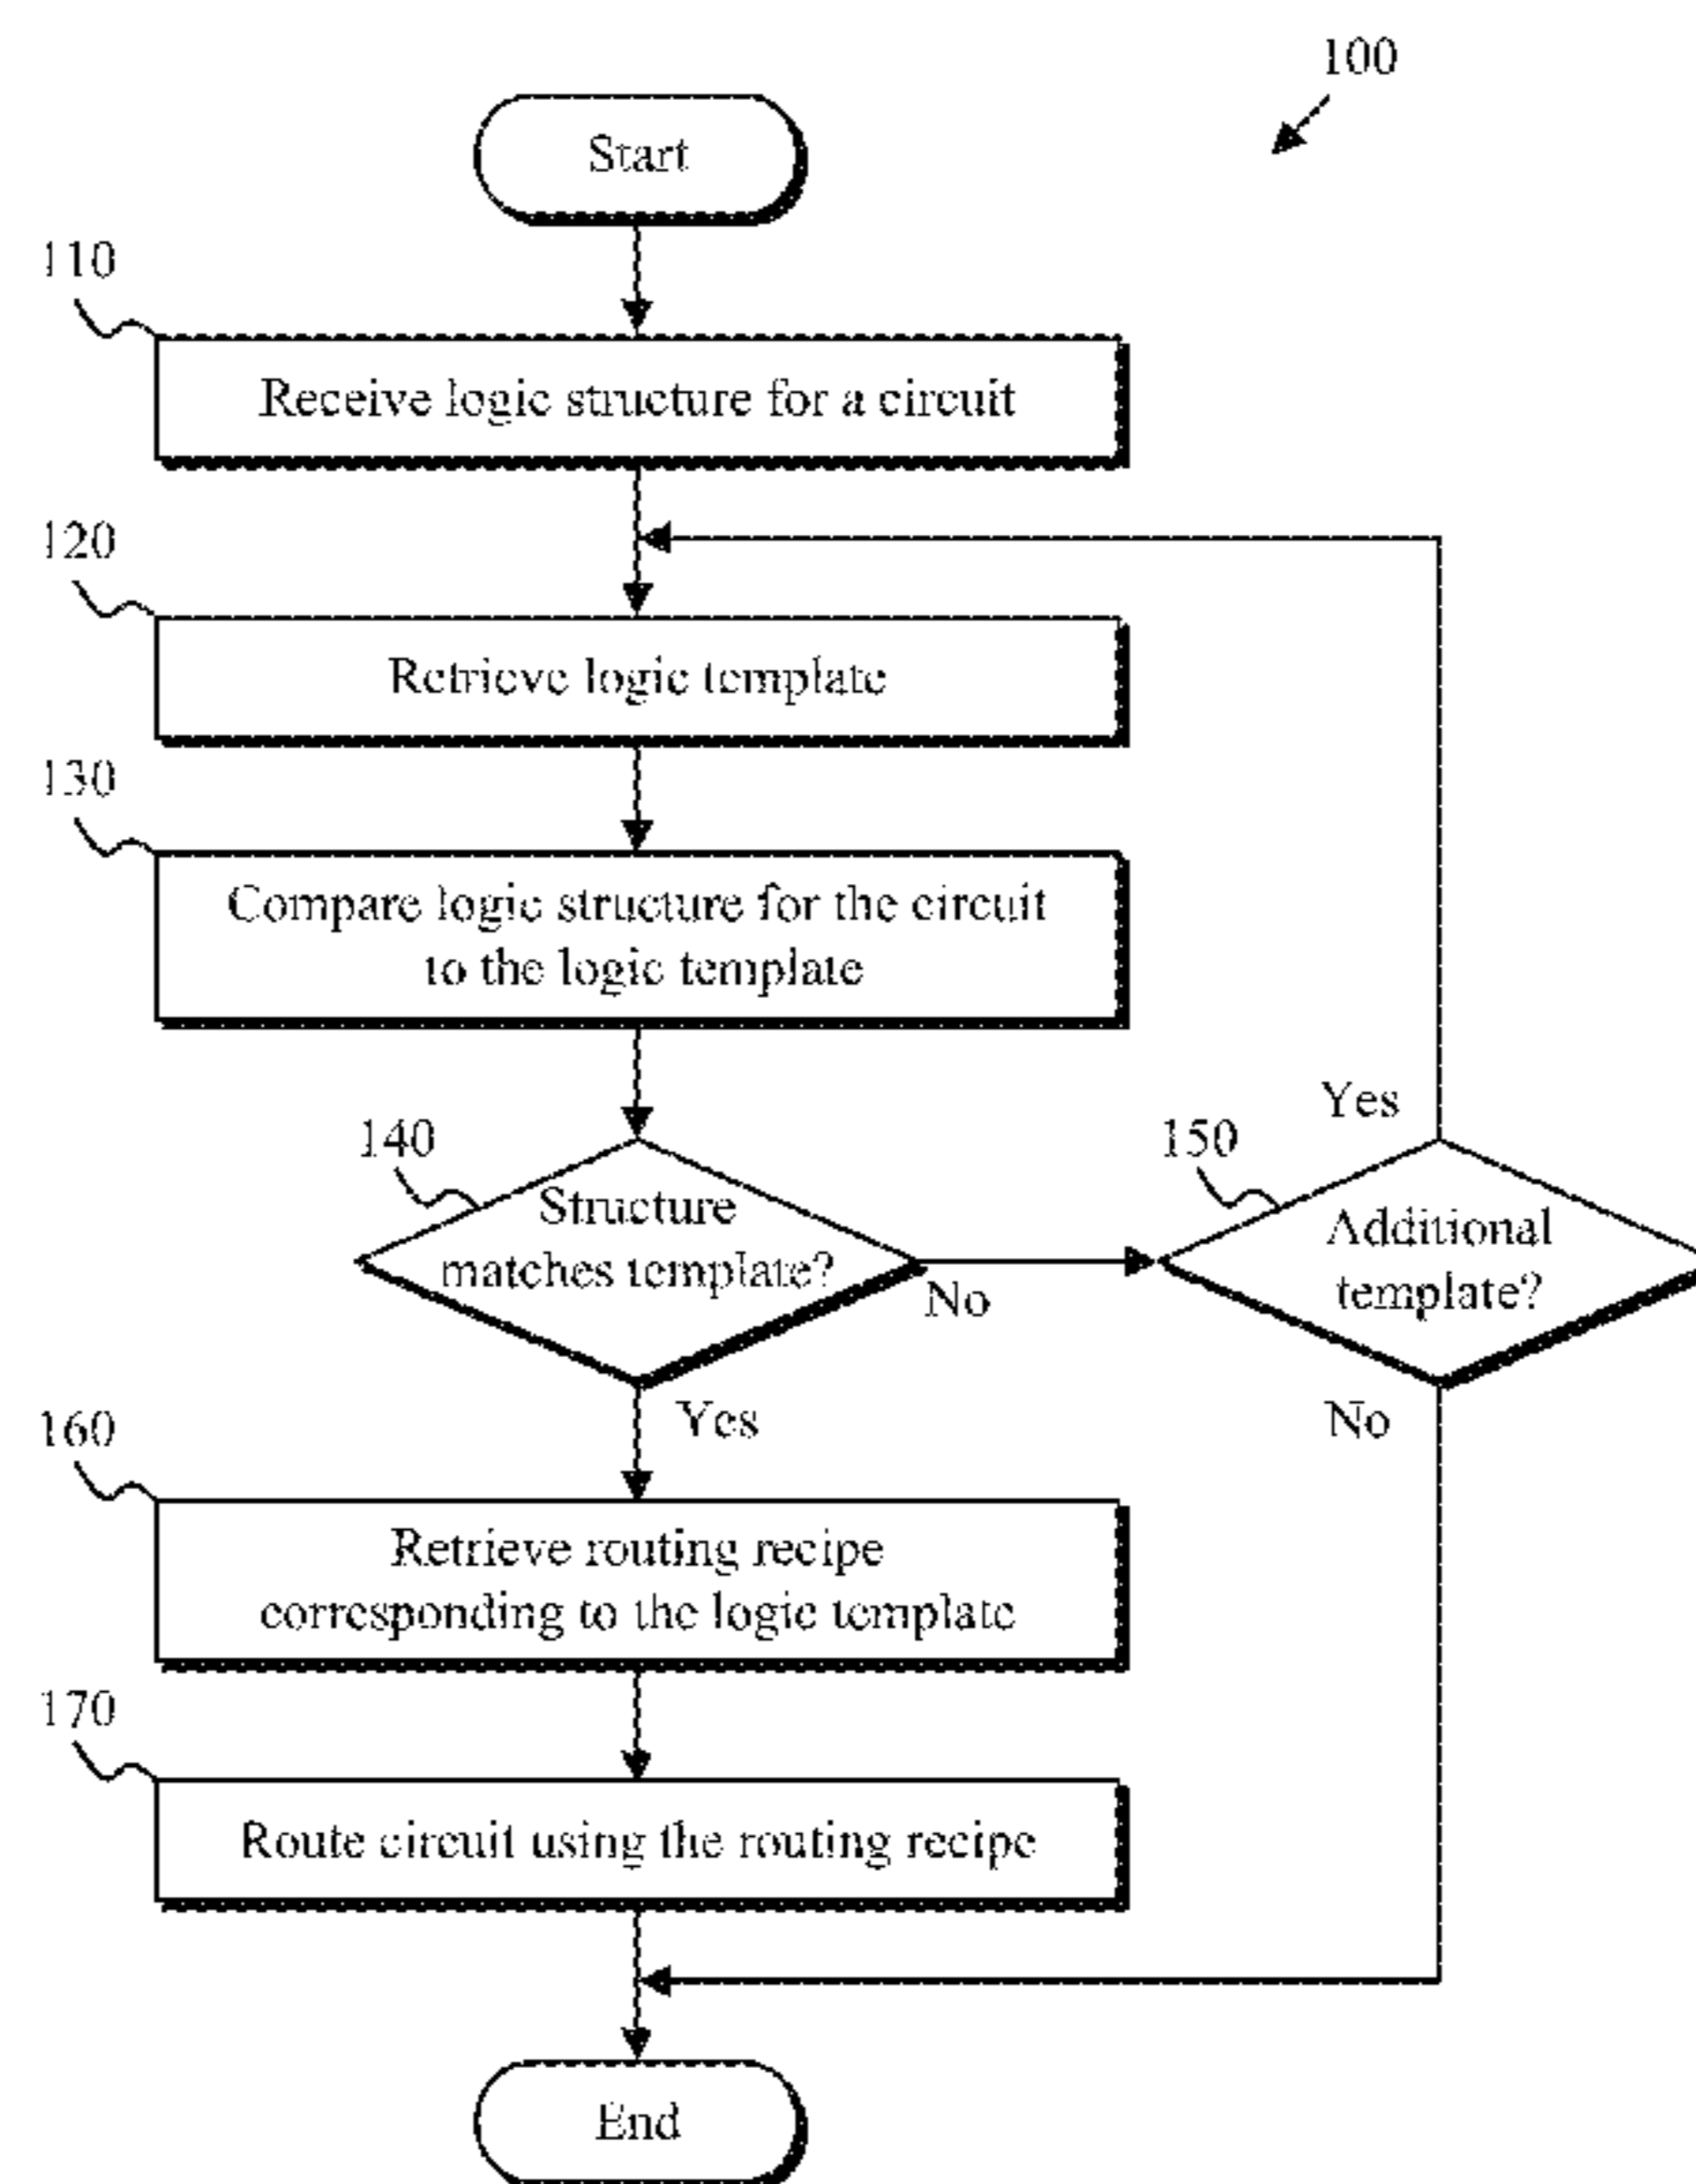 100
Start
110
Receive logic structure for a circuit
120
Retrieve logic template
130
Compare logic structure for the circuit
to the logic template
140
Structure
matches template?
No
Yes
150
Additional
template?
Yes
No
160
Retrieve routing recipe
corresponding to the logic template
170
Route circuit using the routing recipe
End